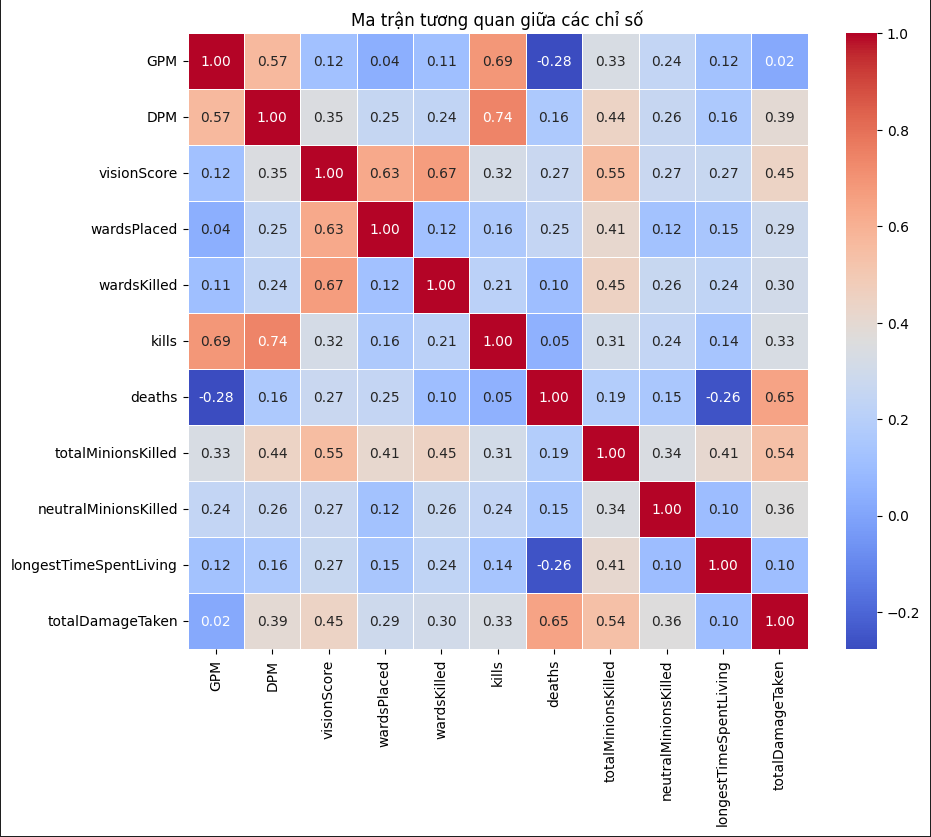 Ma trận tương quan giữa các chỉ số
GPM 1.00 0.57 0.12 0.04 0.11 0.69 -0.28 0.33 0.24 0.12 0.02
DPM 0.57 1.00 0.35 0.25 0.24 0.74 0.16 0.44 0.26 0.16 0.39
visionScore 0.12 0.35 1.00 0.63 0.67 0.32 0.27 0.55 0.27 0.27 0.45
wardsPlaced 0.04 0.25 0.63 1.00 0.12 0.16 0.25 0.41 0.12 0.15 0.29
wardsKilled 0.11 0.24 0.67 0.12 1.00 0.21 0.10 0.45 0.26 0.24 0.30
kills 0.69 0.74 0.32 0.16 0.21 1.00 0.05 0.31 0.24 0.14 0.33
deaths -0.28 0.16 0.27 0.25 0.10 0.05 1.00 0.19 0.15 -0.26 0.65
totalMinionsKilled 0.33 0.44 0.55 0.41 0.45 0.31 0.19 1.00 0.34 0.41 0.54
neutralMinionsKilled 0.24 0.26 0.27 0.12 0.26 0.24 0.15 0.34 1.00 0.10 0.36
longestTimeSpentLiving 0.12 0.16 0.27 0.15 0.24 0.14 -0.26 0.41 0.10 1.00 0.10
totalDamageTaken 0.02 0.39 0.45 0.29 0.30 0.33 0.65 0.54 0.36 0.10 1.00
GPM
DPM
visionScore
wardsPlaced
wardsKilled
kills
deaths
totalMinionsKilled
neutralMinionsKilled
longestTimeSpentLiving
totalDamageTaken
1.0
0.8
0.6
0.4
0.2
0.0
−0.2